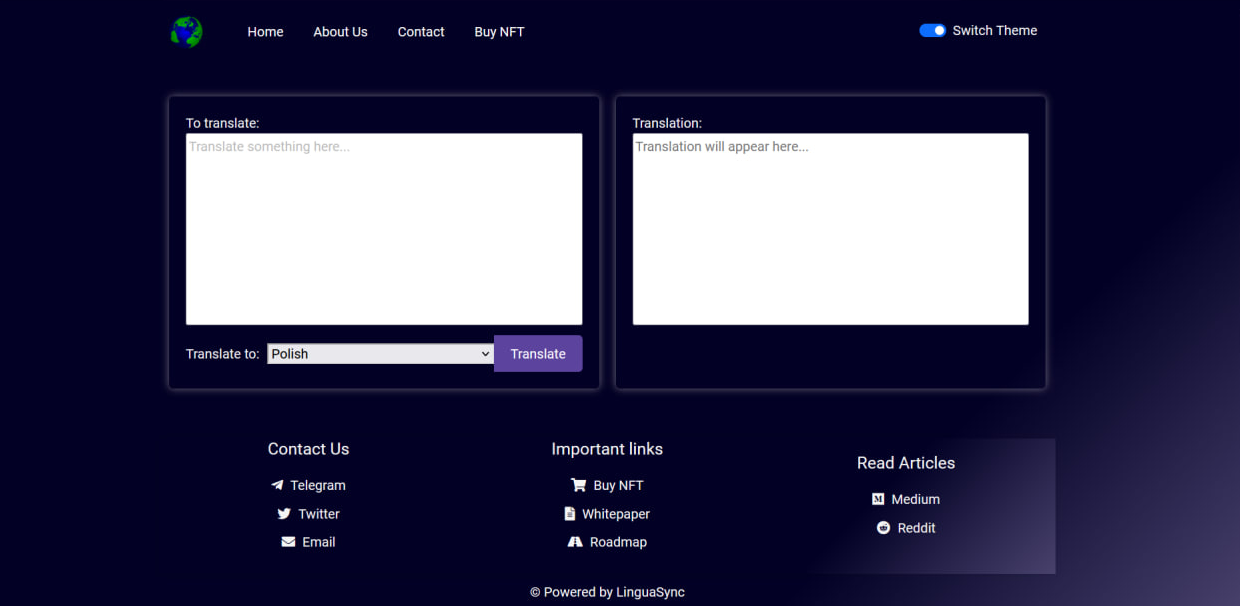 Home About Us Contact Buy NFT Switch Theme
To translate:
Translate something here...
Translate to: Polish Translate
Translation:
Translation will appear here...
Contact Us
Telegram
Twitter
Email
Important links
Buy NFT
Whitepaper
Roadmap
Read Articles
Medium
Reddit
© Powered by LinguaSync